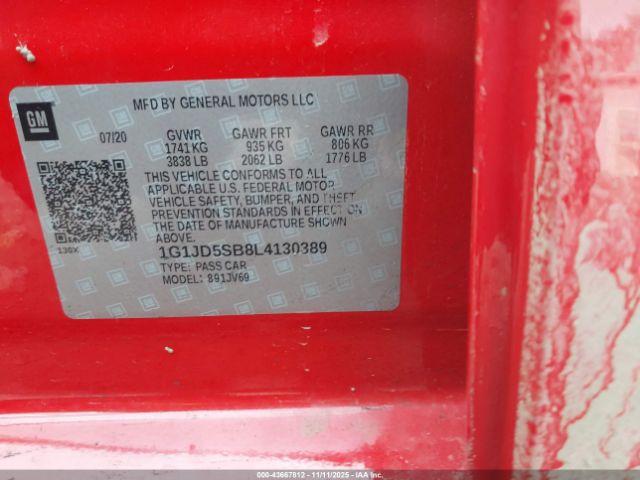 MFD BY GENERAL MOTORS LLC
GM
07/20 GVWR GAWR FRT GAWR RR
1741 KG 935 KG 806 KG
3838 LB 2062 LB 1776 LB
THIS VEHICLE CONFORMS TO ALL
APPLICABLE U.S. FEDERAL MOTOR
VEHICLE SAFETY, BUMPER, AND THEFT
PREVENTION STANDARDS IN EFFECT ON
THE DATE OF MANUFACTURE SHOWN
ABOVE.
130X
1G1JD5SB8L4130389
TYPE: PASS CAR
MODEL: 891JV69
000-43667812 - 11/11/2025 - IAAI.COM